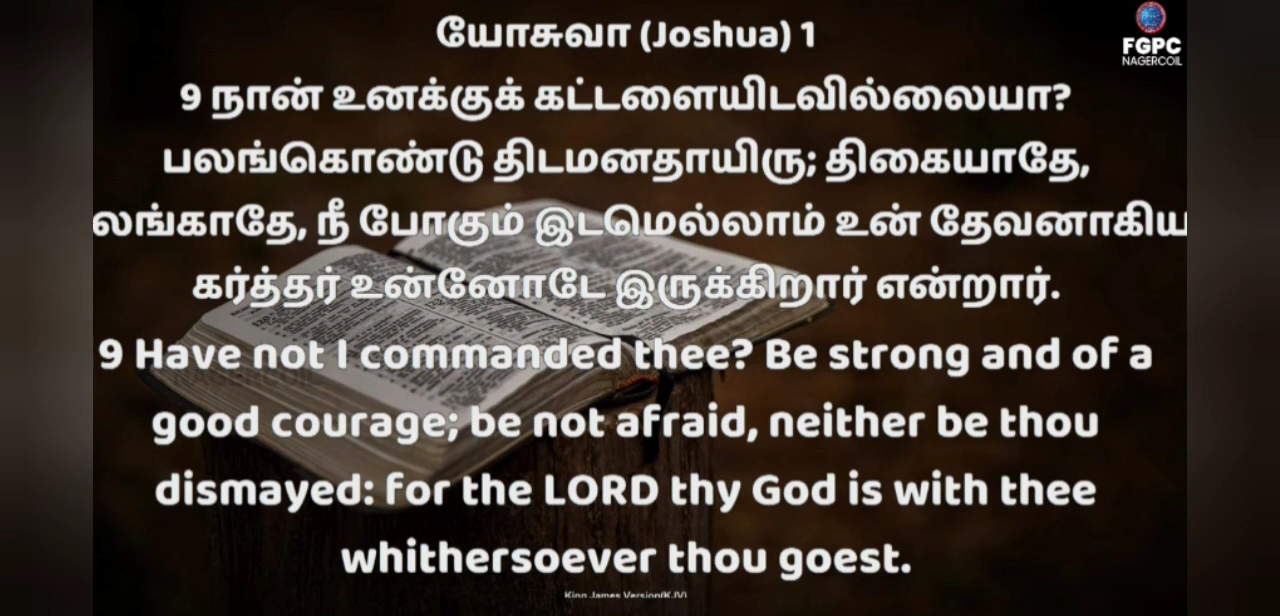 யோசுவா (Joshua) 1
FGPC
NAGERCOIL
9 நான் உனக்குக் கட்டளையிடவில்லையா?
பலங்கொண்டு திடமனதாயிரு; திகையாதே,
லங்காதே, நீ போகும் இடமெல்லாம் உன் தேவனாகிய
கர்த்தர் உன்னோடே இருக்கிறார் என்றார்.
9 Have not I commanded thee? Be strong and of a
good courage; be not afraid, neither be thou
dismayed: for the LORD thy God is with thee
whithersoever thou goest.
King James Version(KJV)